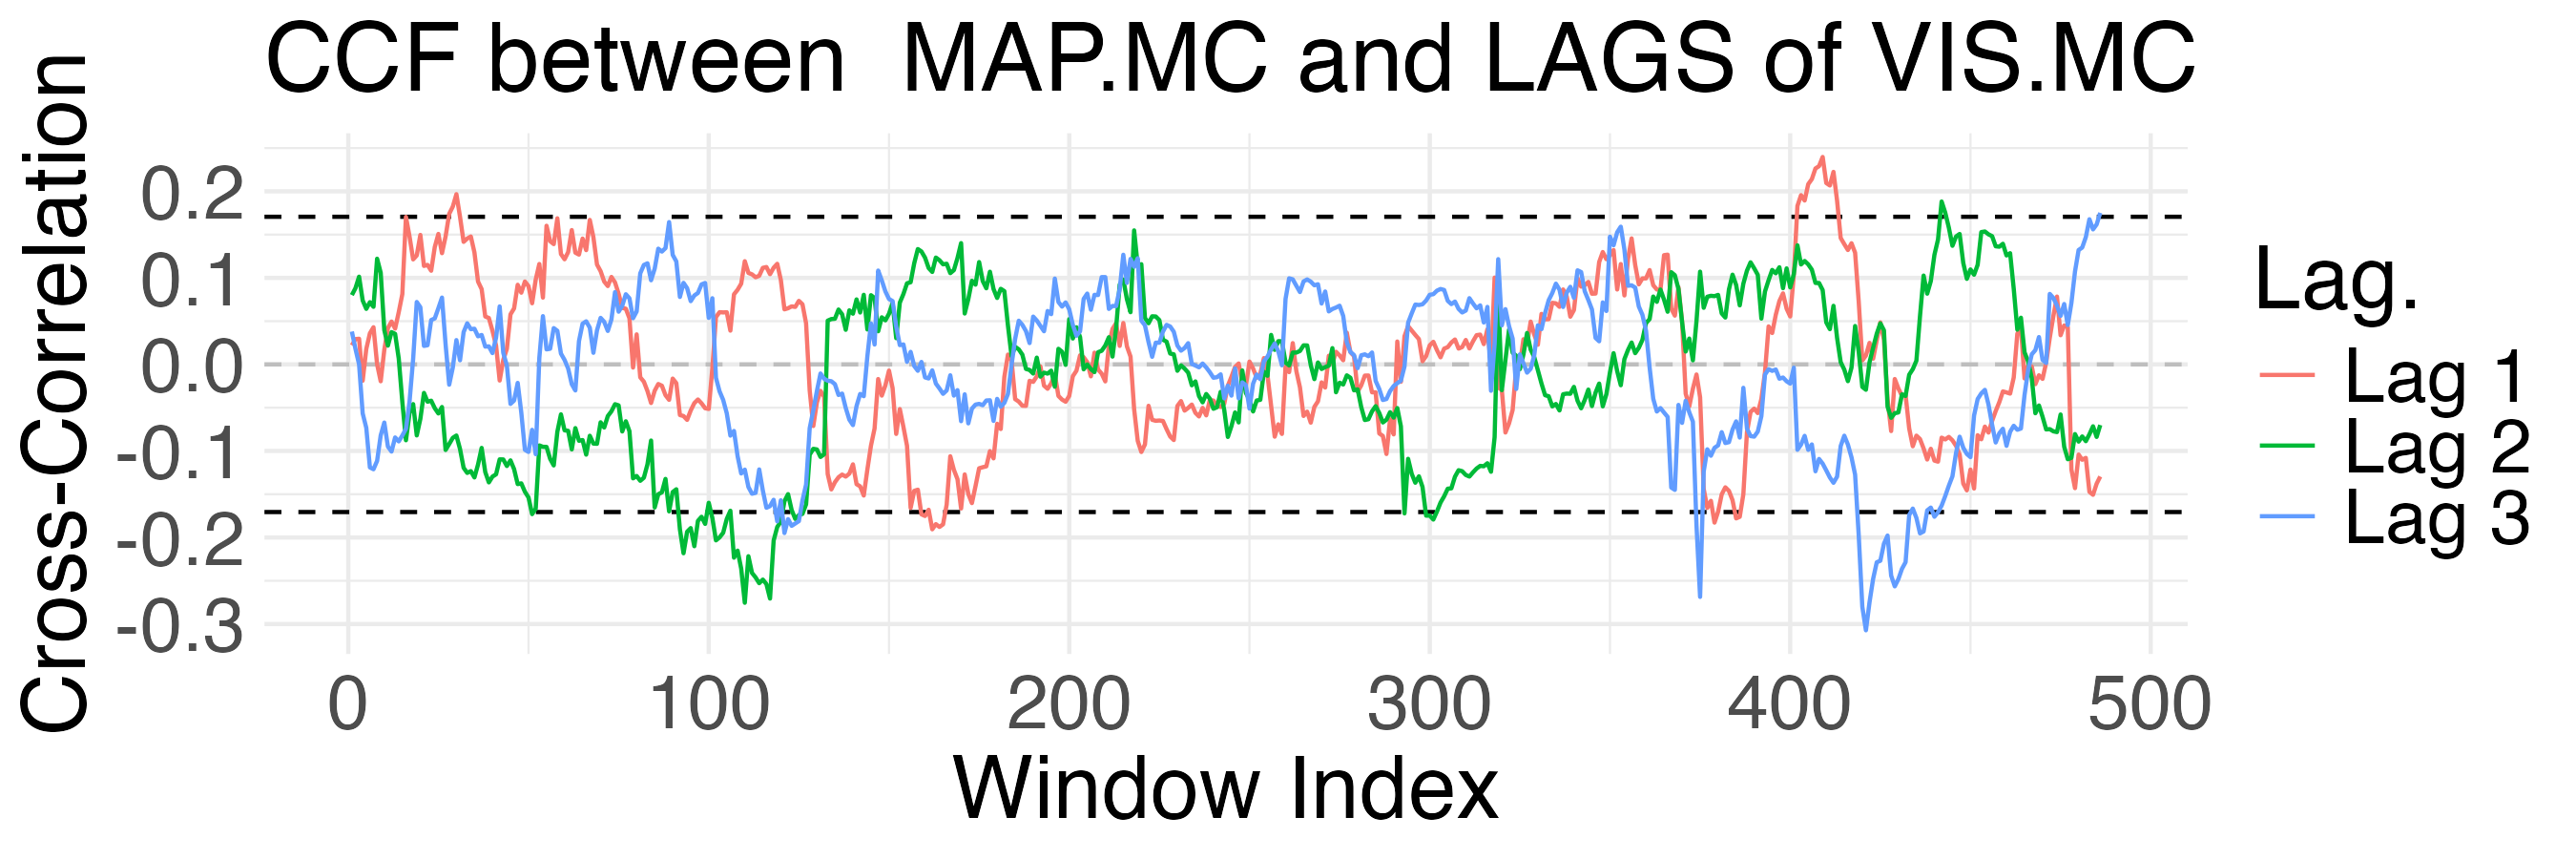 CCF between  MAP.MC and LAGS of VIS.MC
Cross-Correlation
0.2
0.1
0.0
-0.1
-0.2
-0.3
0 100 200 300 400 500
Window Index
Lag.
Lag 1
Lag 2
Lag 3